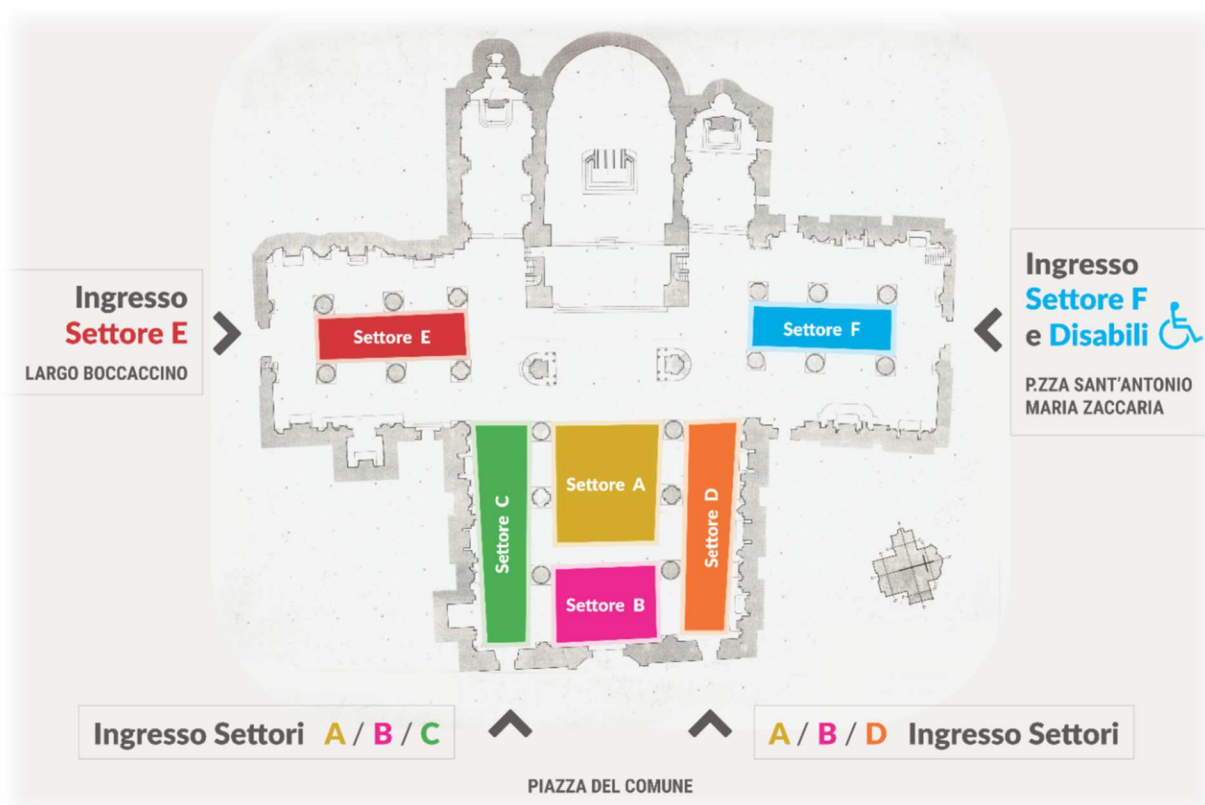 Ingresso
Settore E
LARGO BOCCACCINO
Ingresso
Settore F
e Disabili
P.ZZA SANT'ANTONIO
MARIA ZACCARIA
Settore E
Settore F
Settore C
Settore A
Settore D
Settore B
Ingresso Settori A / B / C
A / B / D Ingresso Settori
PIAZZA DEL COMUNE